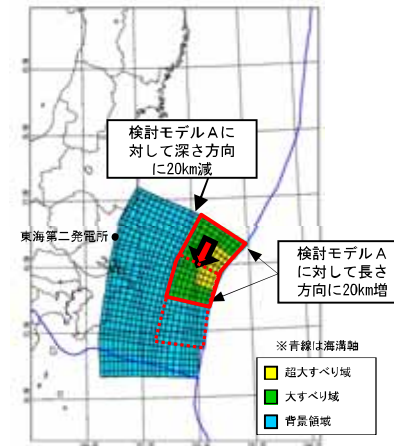 検討モデルAに
対して深さ方向
に20km減
東海第二発電所
検討モデルA
に対して長さ
方向に20km増
※青線は海溝軸
超大すべり域
大すべり域
背景領域